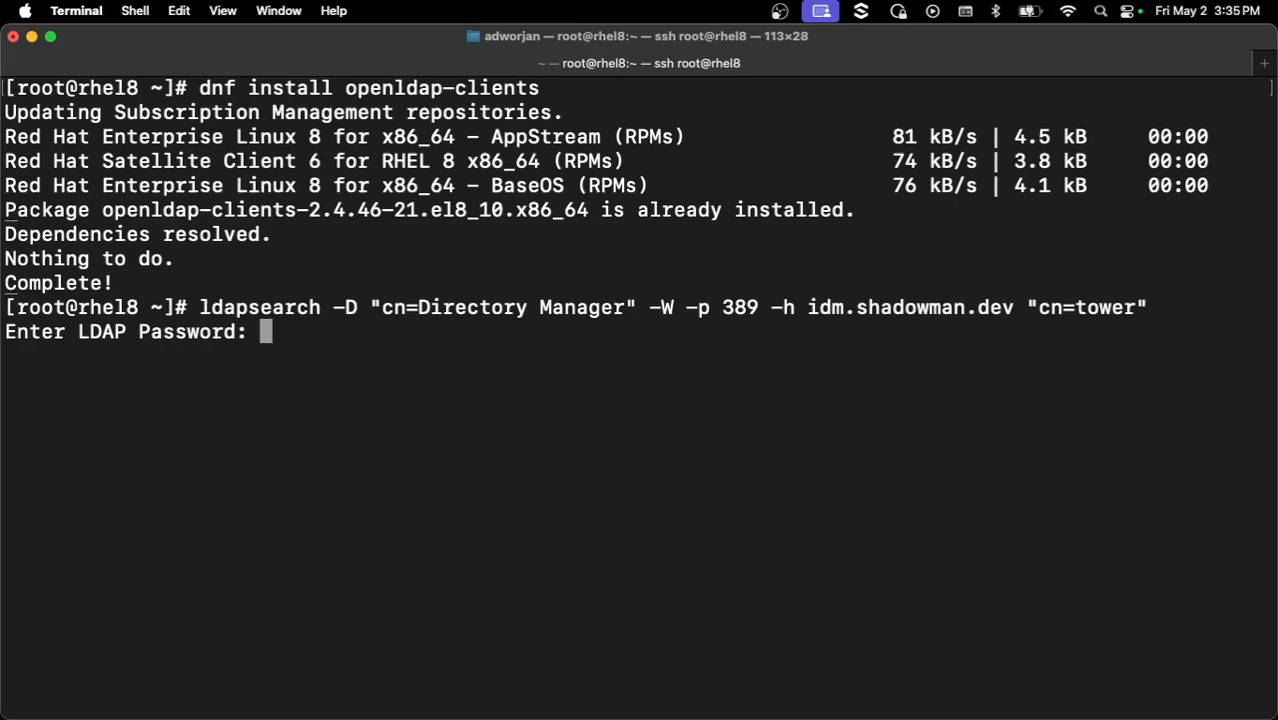 Terminal Shell Edit View Window Help Fri May 2 3:35 PM
adworjan — root@rhel8:~ — ssh root@rhel8 — 113×28
~ — root@rhel8:~ — ssh root@rhel8
[root@rhel8 ~]# dnf install openldap-clients
Updating Subscription Management repositories.
Red Hat Enterprise Linux 8 for x86_64 - AppStream (RPMs) 81 kB/s | 4.5 kB 00:00
Red Hat Satellite Client 6 for RHEL 8 x86_64 (RPMs) 74 kB/s | 3.8 kB 00:00
Red Hat Enterprise Linux 8 for x86_64 - BaseOS (RPMs) 76 kB/s | 4.1 kB 00:00
Package openldap-clients-2.4.46-21.el8_10.x86_64 is already installed.
Dependencies resolved.
Nothing to do.
Complete!
[root@rhel8 ~]# ldapsearch -D "cn=Directory Manager" -W -p 389 -h idm.shadowman.dev "cn=tower"
Enter LDAP Password: